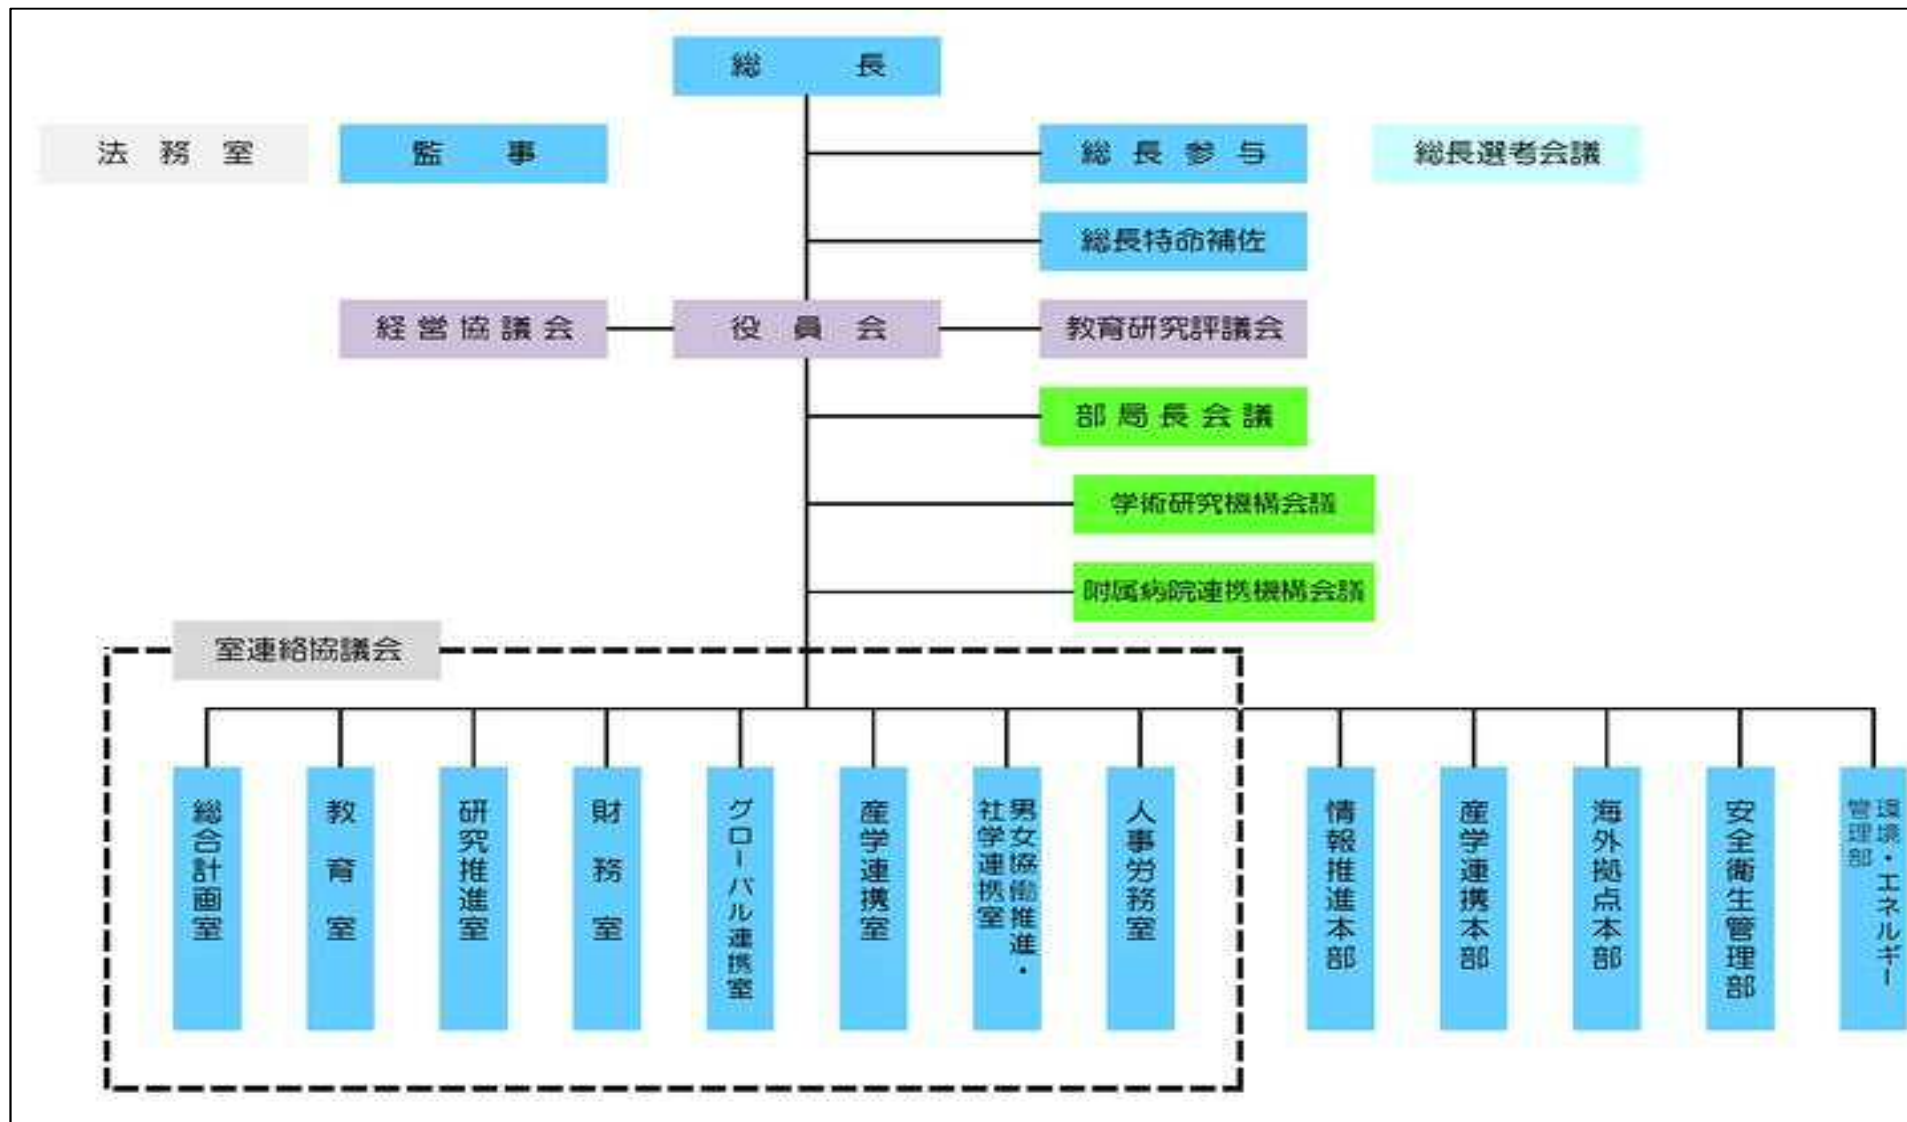 総長
法務室
監事
総長参与
総長選考会議
総長特命補佐
経営協議会
役員会
教育研究評議会
部局長会議
学術研究機構会議
附属病院連携機構会議
室連絡協議会
総合計画室
教育室
研究推進室
財務室
グローバル連携室
産学連携室
男女協働推進・
社学連携室
人事労務室
情報推進本部
産学連携本部
海外拠点本部
安全衛生管理部
環境・エネルギー
管理部